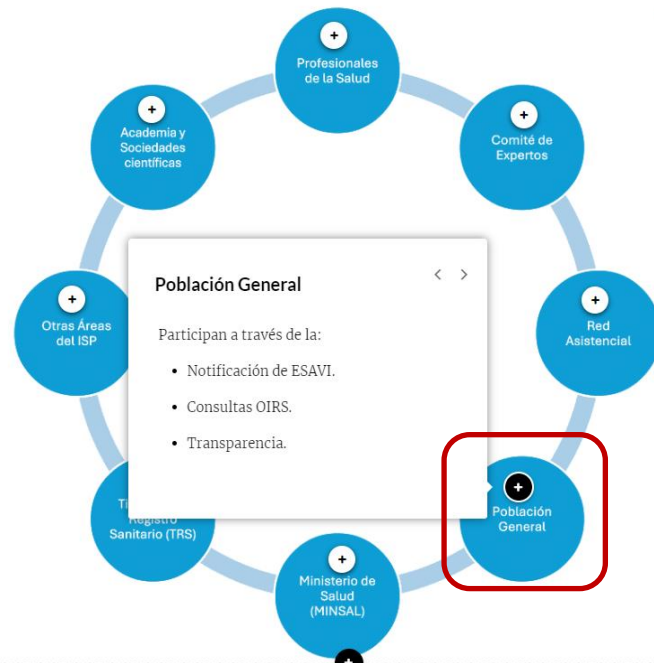 Profesionales
de la Salud
Academia y
Sociedades
científicas
Comité de
Expertos
Población General
Participan a través de la:
• Notificación de ESAVI.
• Consultas OIRS.
• Transparencia.
Otras Áreas
del ISP
Red
Asistencial
Registro
Sanitario (TRS)
Población
General
Ministerio de
Salud
(MINSAL)